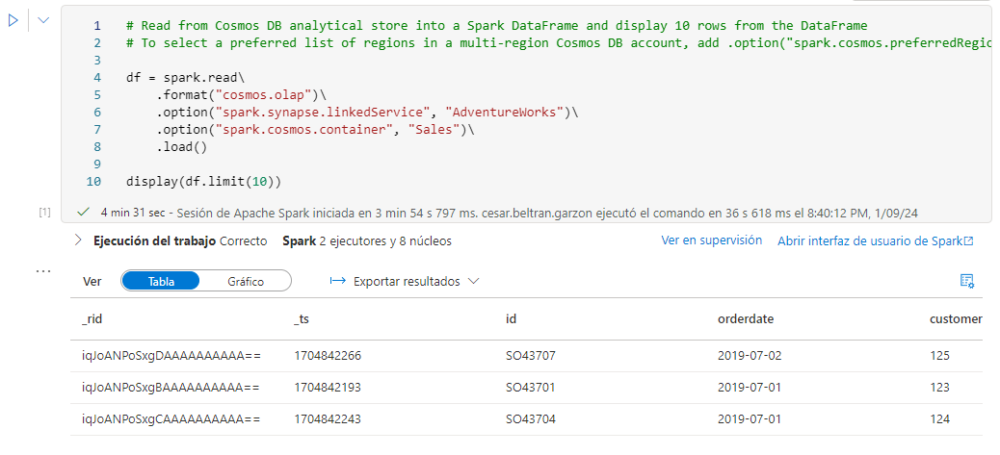 1 # Read from Cosmos DB analytical store into a Spark DataFrame and display 10 rows from the DataFrame
2 # To select a preferred list of regions in a multi-region Cosmos DB account, add .option("spark.cosmos.preferredRegio
3
4 df = spark.read\
5 .format("cosmos.olap")\
6 .option("spark.synapse.linkedService", "AdventureWorks")\
7 .option("spark.cosmos.container", "Sales")\
8 .load()
9
10 display(df.limit(10))
[1] 4 min 31 sec - Sesión de Apache Spark iniciada en 3 min 54 s 797 ms. cesar.beltran.garzon ejecutó el comando en 36 s 618 ms el 8:40:12 PM, 1/09/24
Ejecución del trabajo Correcto Spark 2 ejecutores y 8 núcleos Ver en supervisión Abrir interfaz de usuario de Spark
Ver Tabla Gráfico Exportar resultados
_rid _ts id orderdate customer
iqJoANPoSxgDAAAAAAAAAA== 1704842266 SO43707 2019-07-02 125
iqJoANPoSxgBAAAAAAAAAA== 1704842193 SO43701 2019-07-01 123
iqJoANPoSxgCAAAAAAAAAA== 1704842243 SO43704 2019-07-01 124